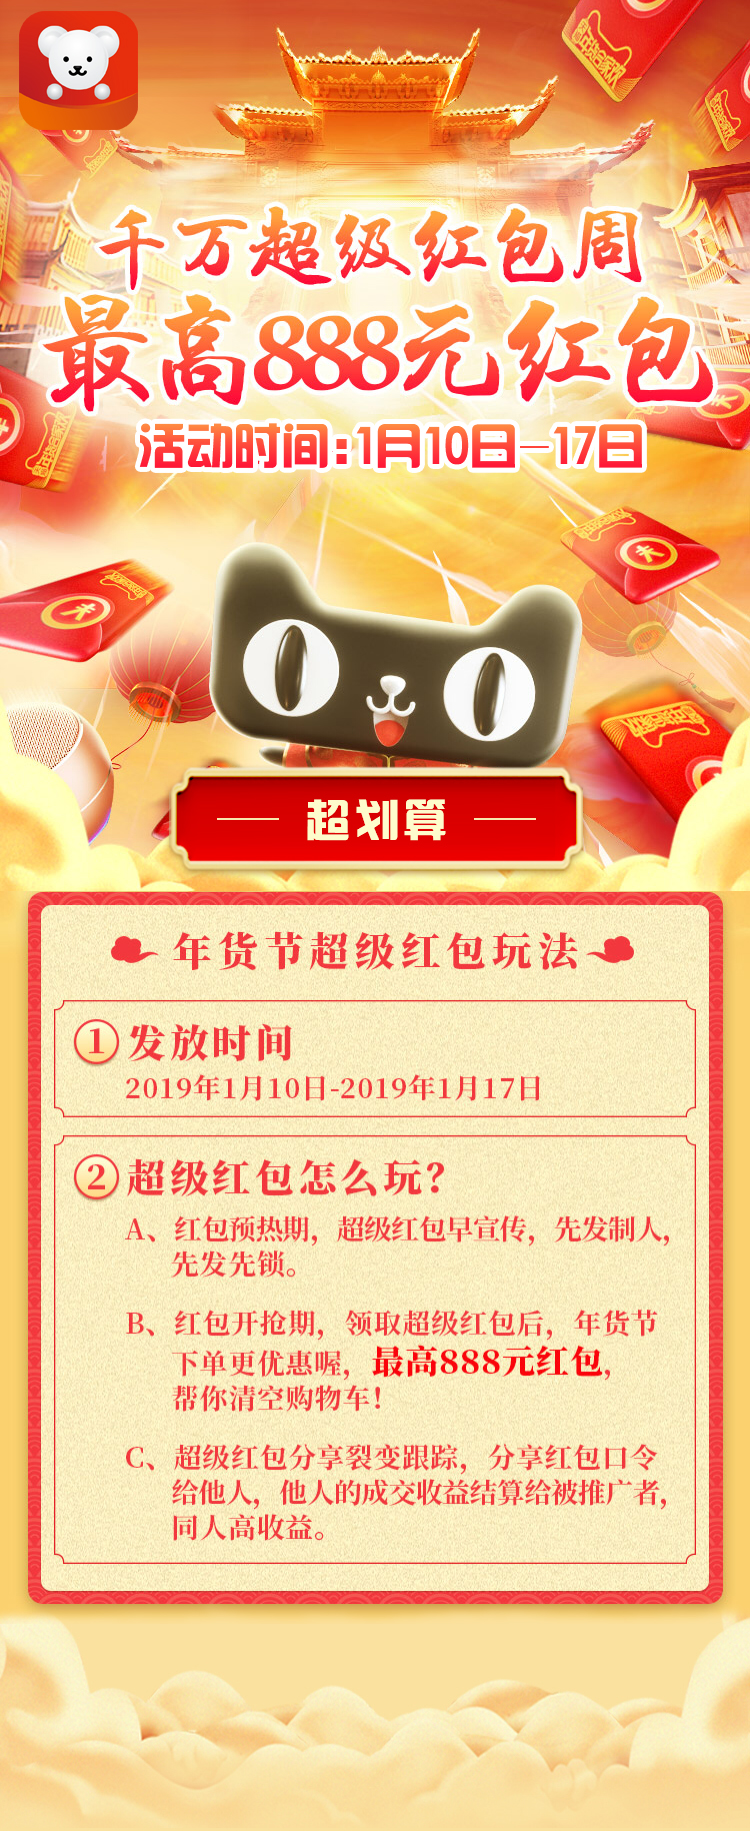 千万超级红包周
最高888元红包
活动时间:1月10日-17日
超划算
年货节超级红包玩法
1 发放时间
2019年1月10日-2019年1月17日
2 超级红包怎么玩？
A、红包预热期，超级红包早宣传，先发制人，
先发先锁。
B、红包开抢期，领取超级红包后，年货节
下单更优惠喔，最高888元红包，
帮你清空购物车！
C、超级红包分享裂变跟踪，分享红包口令
给他人，他人的成交收益结算给被推广者，
同人高收益。